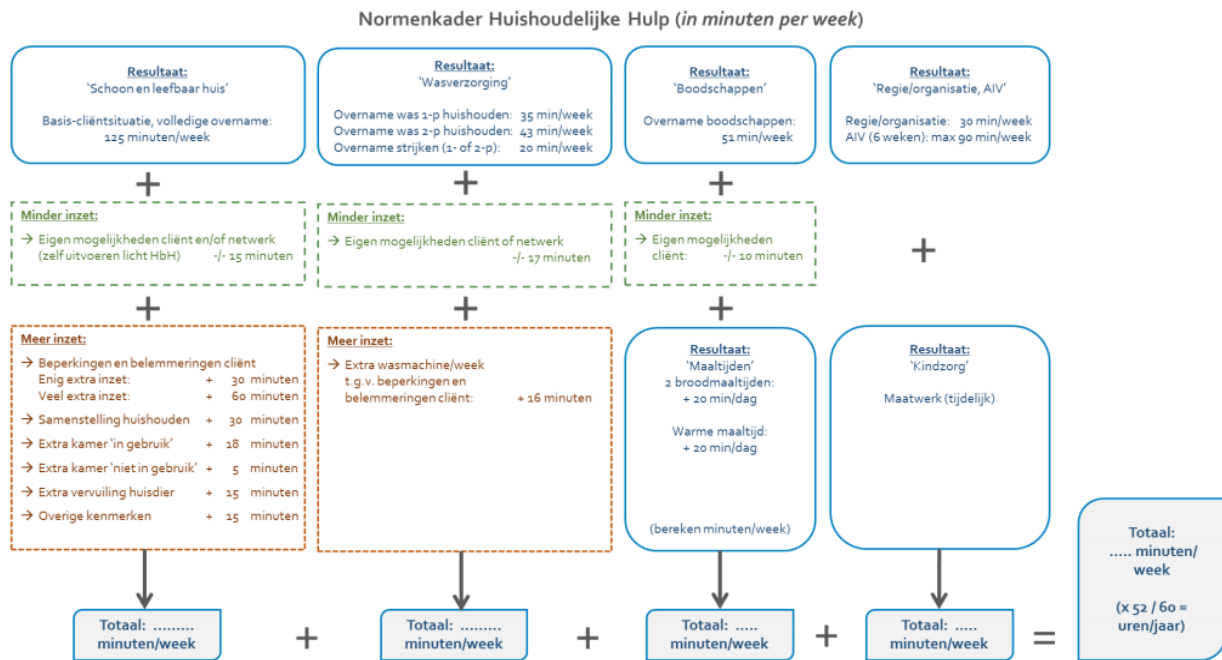 Normenkader Huishoudelijke Hulp (in minuten per week)
Resultaat:
'Schoon en leefbaar huis'
Basis-cliëntsituatie, volledige overname:
125 minuten/week
Resultaat:
'Wasverzorging'
Overname was 1-p huishouden: 35 min/week
Overname was 2-p huishouden: 43 min/week
Overname strijken (1- of 2-p): 20 min/week
Resultaat:
'Boodschappen'
Overname boodschappen:
51 min/week
Resultaat:
'Regie/organisatie, AIV'
Regie/organisatie: 30 min/week
AIV (6 weken): max 90 min/week
+
+
+
+
Minder inzet:
→ Eigen mogelijkheden cliënt en/of netwerk
(zelf uitvoeren licht HbH) -/- 15 minuten
Minder inzet:
→ Eigen mogelijkheden cliënt of netwerk
-/- 17 minuten
Minder inzet:
→ Eigen mogelijkheden
cliënt: -/- 10 minuten
+
+
+
Meer inzet:
→ Beperkingen en belemmeringen cliënt
Enig extra inzet: + 30 minuten
Veel extra inzet: + 60 minuten
→ Samenstelling huishouden + 30 minuten
→ Extra kamer 'in gebruik' + 18 minuten
→ Extra kamer 'niet in gebruik' + 5 minuten
→ Extra vervuiling huisdier + 15 minuten
→ Overige kenmerken + 15 minuten
Meer inzet:
→ Extra wasmachine/week
t.g.v. beperkingen en
belemmeringen cliënt: + 16 minuten
Resultaat:
'Maaltijden'
2 broodmaaltijden:
+ 20 min/dag
Warme maaltijd:
+ 20 min/dag
(bereken minuten/week)
Resultaat:
'Kindzorg'
Maatwerk (tijdelijk)
Totaal: .........
minuten/week
+
Totaal: .........
minuten/week
+
Totaal: .....
minuten/week
+
Totaal: .....
minuten/week
=
Totaal:
..... minuten/
week
(x 52 / 60 =
uren/jaar)